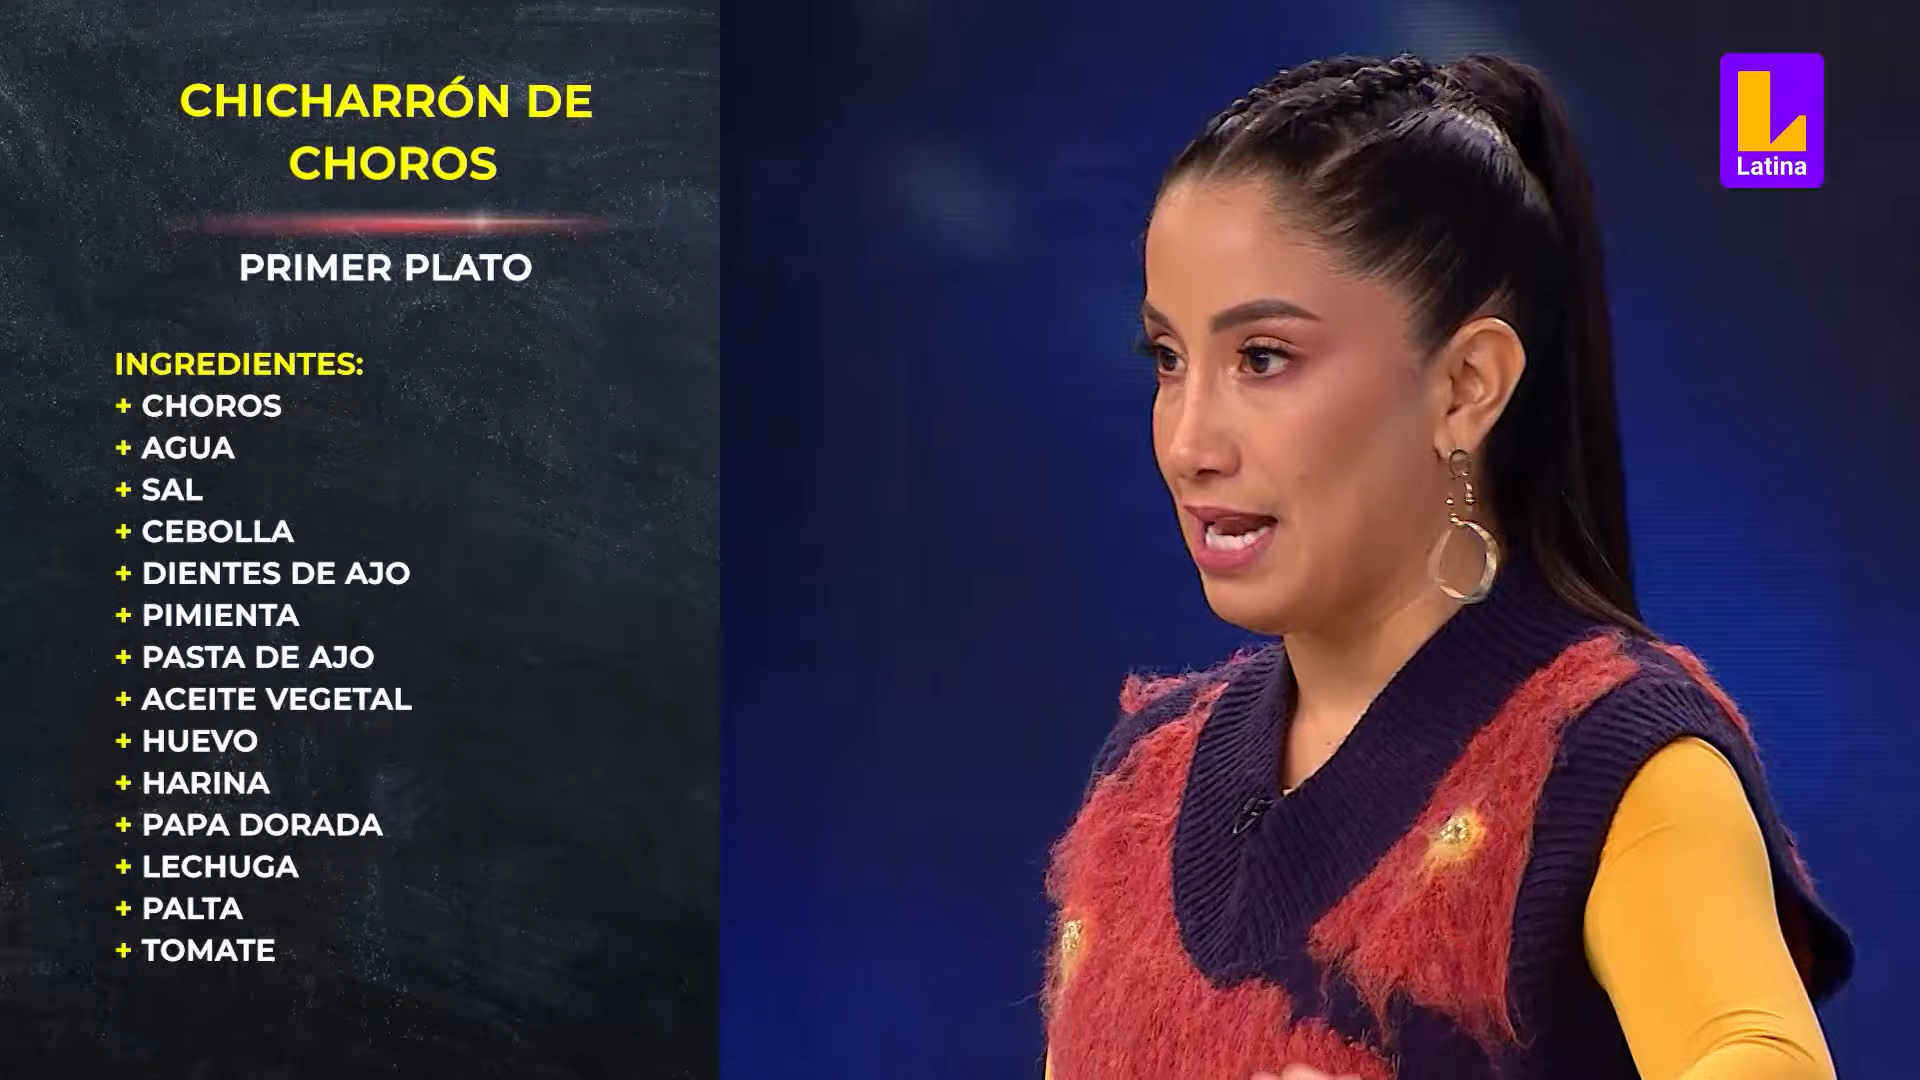 CHICHARRÓN DE
CHOROS
PRIMER PLATO
INGREDIENTES:
+ CHOROS
+ AGUA
+ SAL
+ CEBOLLA
+ DIENTES DE AJO
+ PIMIENTA
+ PASTA DE AJO
+ ACEITE VEGETAL
+ HUEVO
+ HARINA
+ PAPA DORADA
+ LECHUGA
+ PALTA
+ TOMATE
Latina